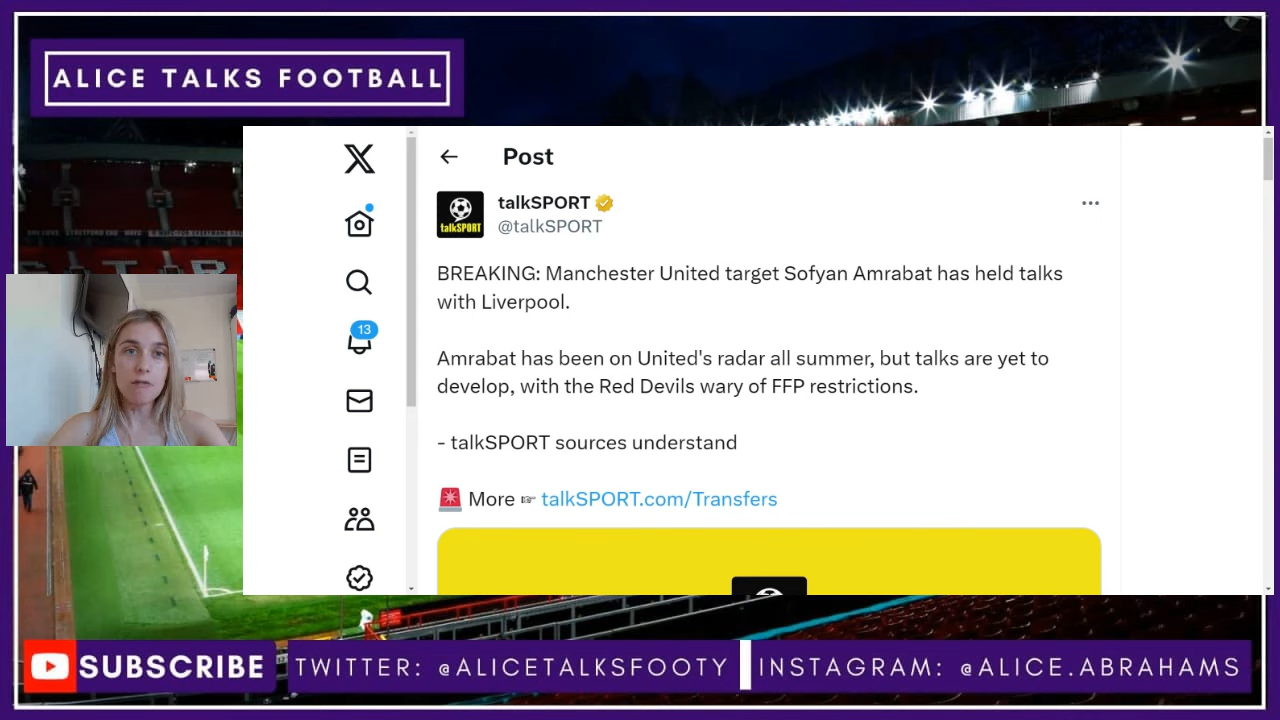 ALICE TALKS FOOTBALL
Post
talkSPORT
@talkSPORT
talkSPORT
BREAKING: Manchester United target Sofyan Amrabat has held talks
with Liverpool.
13
Amrabat has been on United's radar all summer, but talks are yet to
develop, with the Red Devils wary of FFP restrictions.
- talkSPORT sources understand
🚨 More ☞ talkSPORT.com/Transfers
SUBSCRIBE
TWITTER: @ALICETALKSFOOTY
INSTAGRAM: @ALICE.ABRAHAMS